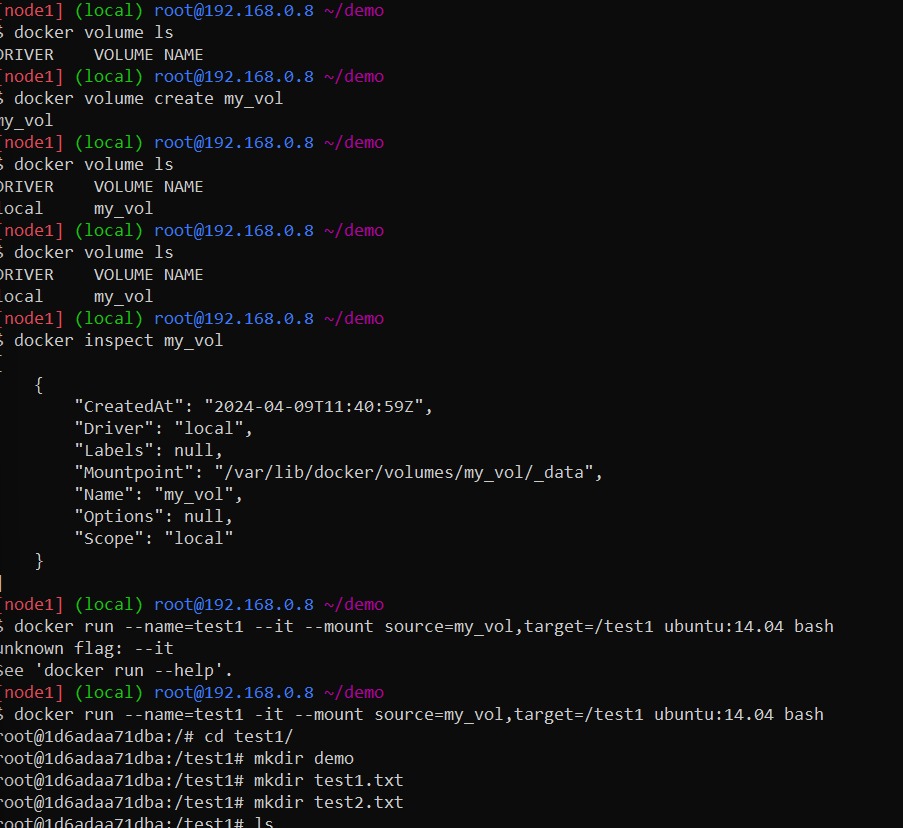 [node1] (local) root@192.168.0.8 ~/demo
$ docker volume ls
DRIVER    VOLUME NAME
[node1] (local) root@192.168.0.8 ~/demo
$ docker volume create my_vol
my_vol
[node1] (local) root@192.168.0.8 ~/demo
$ docker volume ls
DRIVER    VOLUME NAME
local     my_vol
[node1] (local) root@192.168.0.8 ~/demo
$ docker volume ls
DRIVER    VOLUME NAME
local     my_vol
[node1] (local) root@192.168.0.8 ~/demo
$ docker inspect my_vol
[
    {
        "CreatedAt": "2024-04-09T11:40:59Z",
        "Driver": "local",
        "Labels": null,
        "Mountpoint": "/var/lib/docker/volumes/my_vol/_data",
        "Name": "my_vol",
        "Options": null,
        "Scope": "local"
    }
]
[node1] (local) root@192.168.0.8 ~/demo
$ docker run --name=test1 --it --mount source=my_vol,target=/test1 ubuntu:14.04 bash
unknown flag: --it
See 'docker run --help'.
[node1] (local) root@192.168.0.8 ~/demo
$ docker run --name=test1 -it --mount source=my_vol,target=/test1 ubuntu:14.04 bash
root@1d6adaa71dba:/# cd test1/
root@1d6adaa71dba:/test1# mkdir demo
root@1d6adaa71dba:/test1# mkdir test1.txt
root@1d6adaa71dba:/test1# mkdir test2.txt
root@1d6adaa71dba:/test1# ls